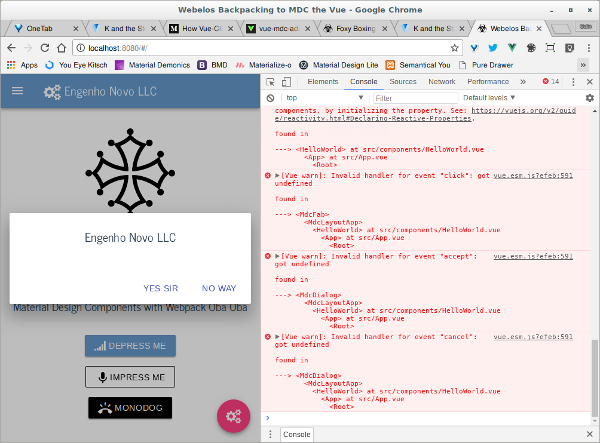 Webelos Backpacking to MDC the Vue - Google Chrome
OneTab
K and the St
How Vue-Cl
vue-mdc-ad
Foxy Boxing
K and the St
Webelos Bac
localhost:8080/#/
Apps
You Eye Kitsch
Material Demonics
BMD
Materialize-o
Material Design Lite
Semantical You
Pure Drawer
Engenho Novo LLC
Engenho Novo LLC
YES SIR
NO WAY
Material Design Components with Webpack Oba Oba
DEPRESS ME
IMPRESS ME
MONODOG
Elements
Console
Sources
Network
Performance
14
top
Filter
Default levels
components, by initializing the property. See: https://vuejs.org/v2/guid
e/reactivity.html#Declaring-Reactive-Properties.
found in
---> <HelloWorld> at src/components/HelloWorld.vue
<App> at src/App.vue
<Root>
[Vue warn]: Invalid handler for event "click": got vue.esm.js?efeb:591
undefined
found in
---> <MdcFab>
<MdcLayoutApp>
<HelloWorld> at src/components/HelloWorld.vue
<App> at src/App.vue
<Root>
[Vue warn]: Invalid handler for event "accept": vue.esm.js?efeb:591
got undefined
found in
---> <MdcDialog>
<MdcLayoutApp>
<HelloWorld> at src/components/HelloWorld.vue
<App> at src/App.vue
<Root>
[Vue warn]: Invalid handler for event "cancel": vue.esm.js?efeb:591
got undefined
found in
---> <MdcDialog>
<MdcLayoutApp>
<HelloWorld> at src/components/HelloWorld.vue
<App> at src/App.vue
<Root>
Console